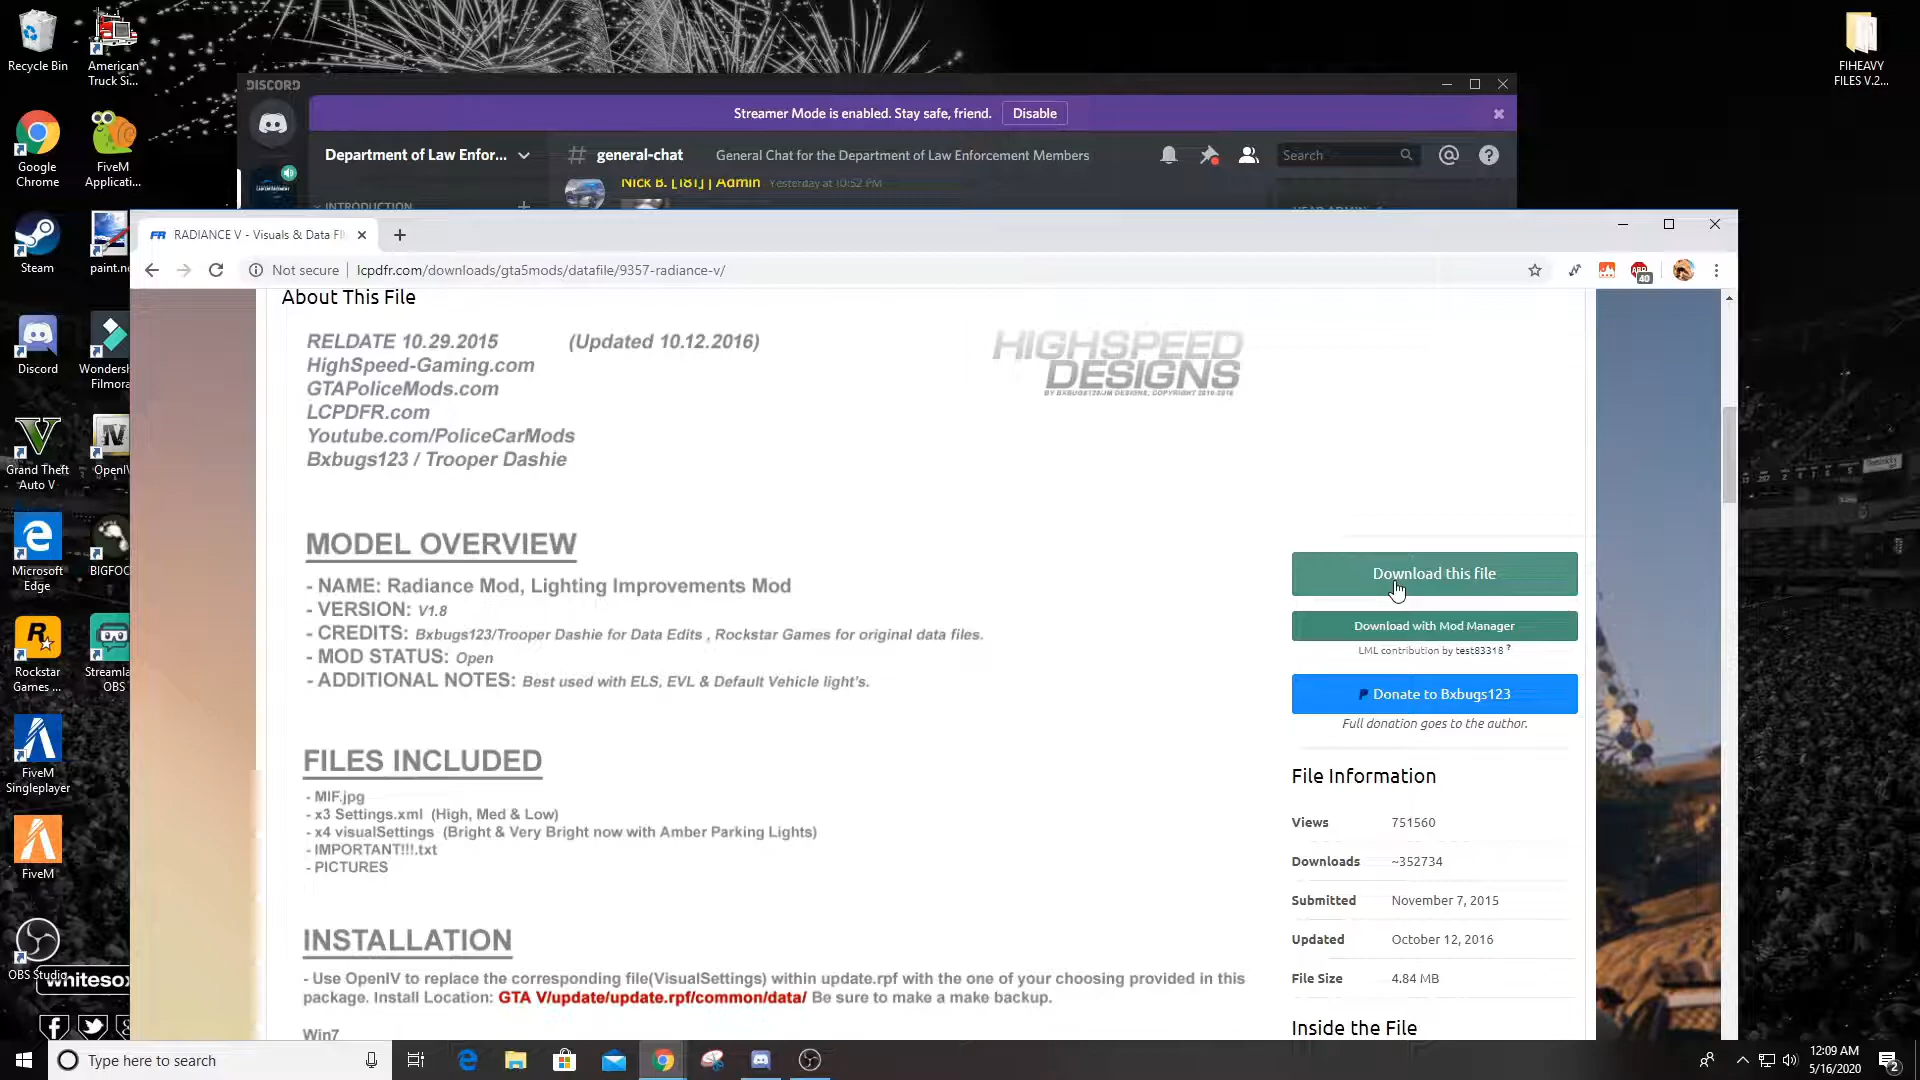 Recycle Bin
American Truck Si...
Google Chrome
FiveM Applicati...
Steam
paint.ne
Discord
Wondersh Filmora
Grand Theft Auto V
OpenIV
Microsoft Edge
BIGFOO
Rockstar Games ...
Streamla OBS
FiveM Singleplayer
FiveM
OBS Studio
whitesox
FIHEAVY FILES V.2...
DISCORD
Streamer Mode is enabled. Stay safe, friend.
Disable
Department of Law Enfor...
# general-chat
General Chat for the Department of Law Enforcement Members
Search
INTRODUCTION
Nick B. [181] | Admin Yesterday at 10:52 PM
RADIANCE V - Visuals & Data Fi
Not secure | lcpdfr.com/downloads/gta5mods/datafile/9357-radiance-v/
ABP
40
About This File
RELDATE 10.29.2015 (Updated 10.12.2016)
HighSpeed-Gaming.com
GTAPoliceMods.com
LCPDFR.com
Youtube.com/PoliceCarMods
Bxbugs123 / Trooper Dashie
HIGHSPEED
DESIGNS
MODEL OVERVIEW
- NAME: Radiance Mod, Lighting Improvements Mod
- VERSION: V1.8
- CREDITS: Bxbugs123/Trooper Dashie for Data Edits , Rockstar Games for original data files.
- MOD STATUS: Open
- ADDITIONAL NOTES: Best used with ELS, EVL & Default Vehicle light's.
FILES INCLUDED
- MIF.jpg
- x3 Settings.xml (High, Med & Low)
- x4 visualSettings (Bright & Very Bright now with Amber Parking Lights)
- IMPORTANT!!!.txt
- PICTURES
INSTALLATION
- Use OpenIV to replace the corresponding file(VisualSettings) within update.rpf with the one of your choosing provided in this
package. Install Location: GTA V/update/update.rpf/common/data/ Be sure to make a make backup.
Win7
Download this file
Download with Mod Manager
LML contribution by test83318 ?
Donate to Bxbugs123
Full donation goes to the author.
File Information
Views 751560
Downloads ~352734
Submitted November 7, 2015
Updated October 12, 2016
File Size 4.84 MB
Inside the File
Type here to search
12:09 AM
5/16/2020
2